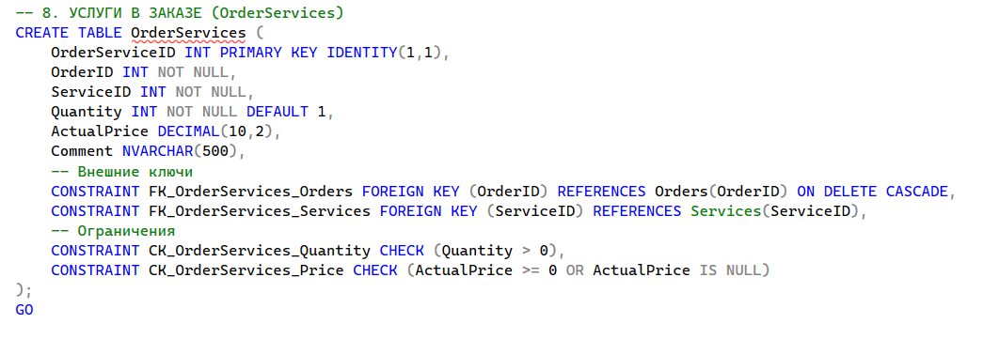 -- 8. УСЛУГИ В ЗАКАЗЕ (OrderServices)
CREATE TABLE OrderServices (
    OrderServiceID INT PRIMARY KEY IDENTITY(1,1),
    OrderID INT NOT NULL,
    ServiceID INT NOT NULL,
    Quantity INT NOT NULL DEFAULT 1,
    ActualPrice DECIMAL(10,2),
    Comment NVARCHAR(500),
    -- Внешние ключи
    CONSTRAINT FK_OrderServices_Orders FOREIGN KEY (OrderID) REFERENCES Orders(OrderID) ON DELETE CASCADE,
    CONSTRAINT FK_OrderServices_Services FOREIGN KEY (ServiceID) REFERENCES Services(ServiceID),
    -- Ограничения
    CONSTRAINT CK_OrderServices_Quantity CHECK (Quantity > 0),
    CONSTRAINT CK_OrderServices_Price CHECK (ActualPrice >= 0 OR ActualPrice IS NULL)
);
GO